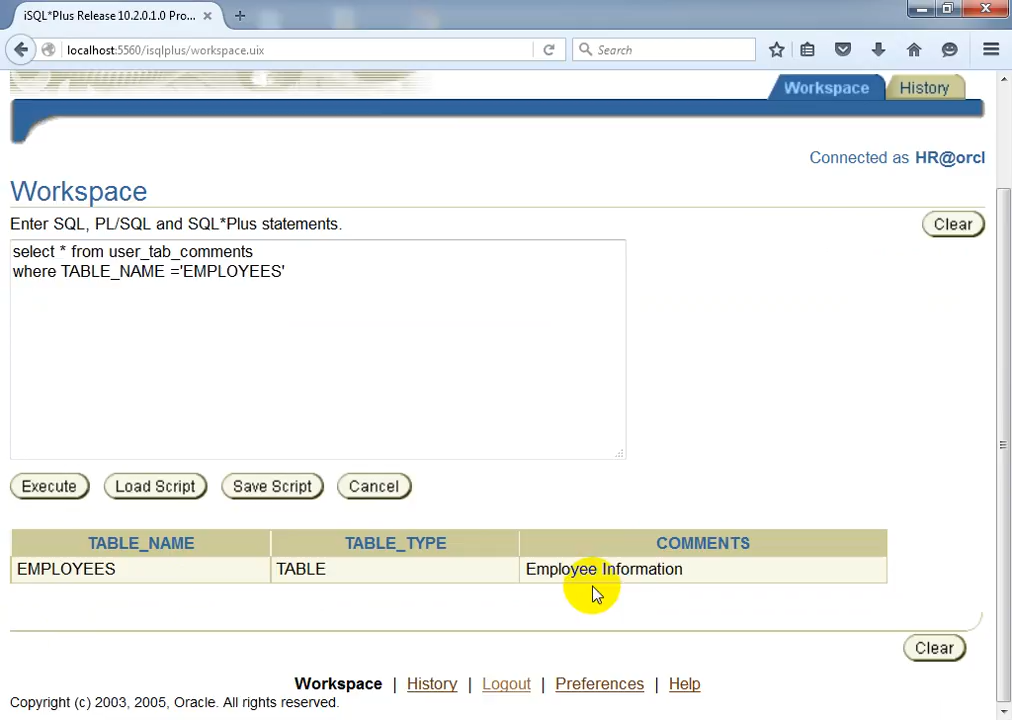 iSQL*Plus Release 10.2.0.1.0 Pro...
localhost:5560/isqlplus/workspace.uix
Search
Workspace
History
Connected as HR@orcl
Workspace
Enter SQL, PL/SQL and SQL*Plus statements.
Clear
select * from user_tab_comments
where TABLE_NAME ='EMPLOYEES'
Execute
Load Script
Save Script
Cancel
TABLE_NAME TABLE_TYPE COMMENTS
EMPLOYEES TABLE Employee Information
Clear
Workspace | History | Logout | Preferences | Help
Copyright (c) 2003, 2005, Oracle. All rights reserved.